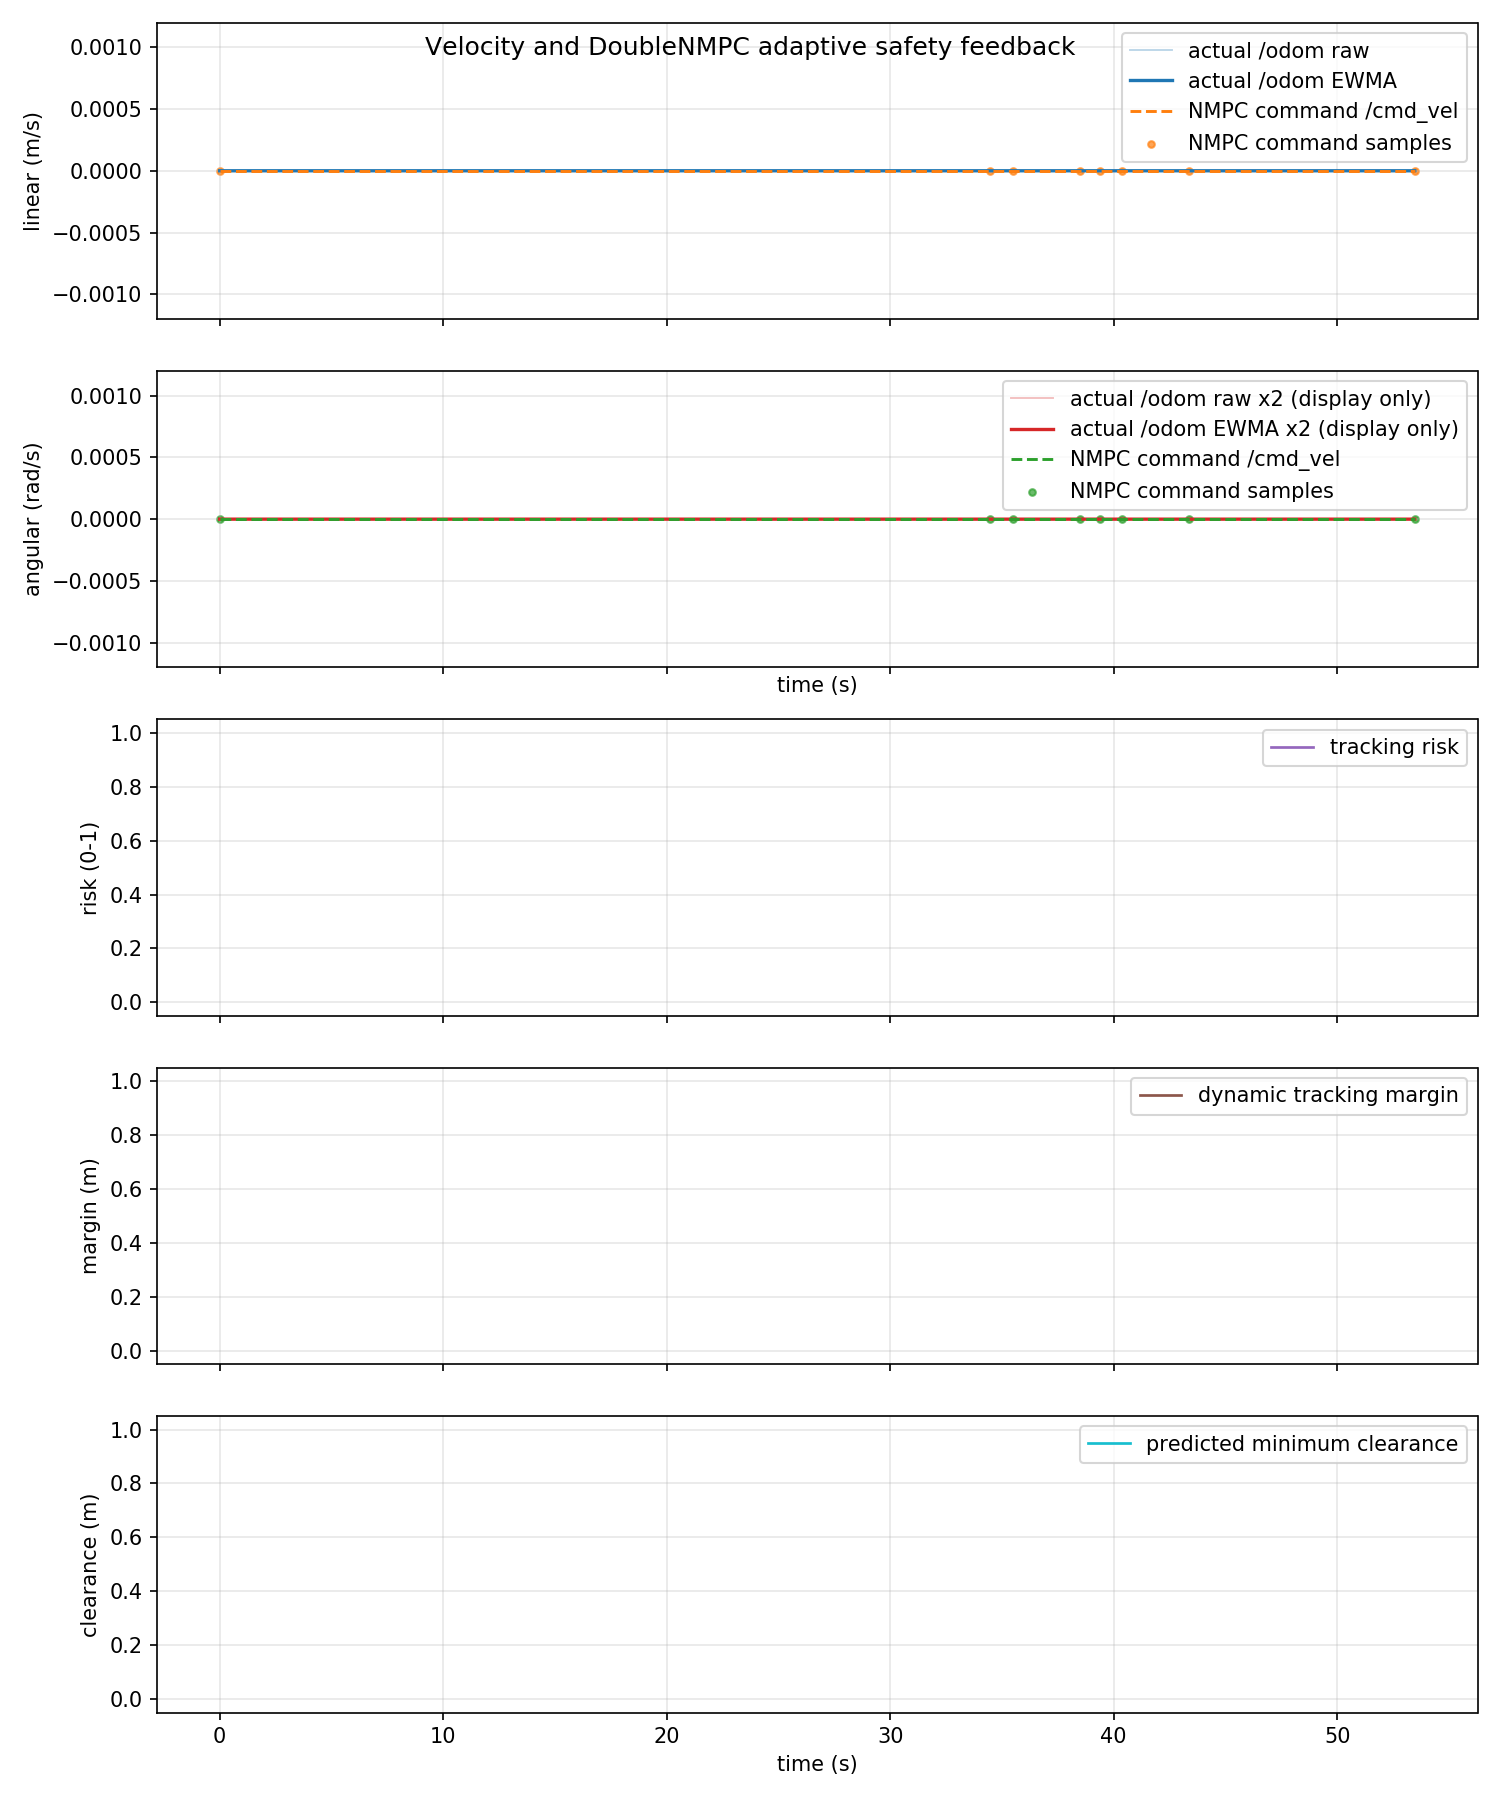 Velocity and DoubleNMPC adaptive safety feedback
0.0010
0.0005
0.0000
−0.0005
−0.0010
linear (m/s)
actual /odom raw
actual /odom EWMA
NMPC command /cmd_vel
NMPC command samples
0.0010
0.0005
0.0000
−0.0005
−0.0010
angular (rad/s)
actual /odom raw x2 (display only)
actual /odom EWMA x2 (display only)
NMPC command /cmd_vel
NMPC command samples
time (s)
1.0
0.8
0.6
0.4
0.2
0.0
risk (0-1)
tracking risk
1.0
0.8
0.6
0.4
0.2
0.0
margin (m)
dynamic tracking margin
1.0
0.8
0.6
0.4
0.2
0.0
clearance (m)
predicted minimum clearance
0 10 20 30 40 50
time (s)